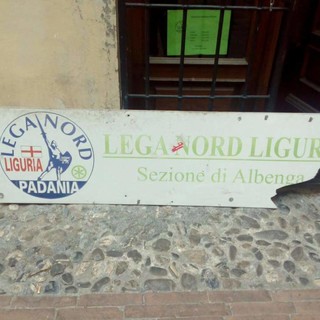 LEGA NORD
LIGURIA
PADANIA
LEGA NORD LIGUR
Sezione di Albenga